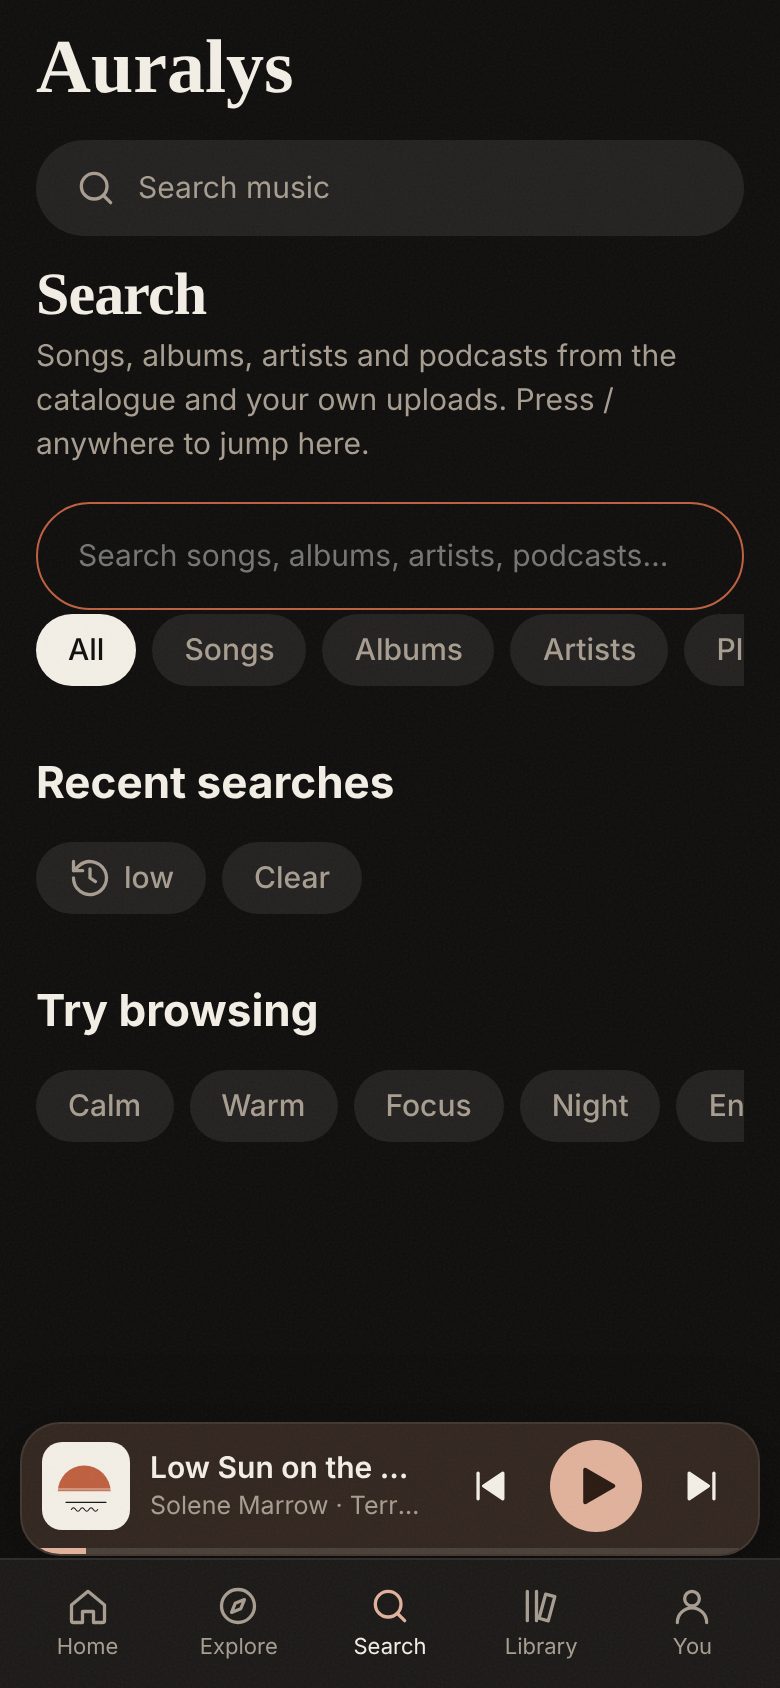 Auralys
Search music
Search
Songs, albums, artists and podcasts from the
catalogue and your own uploads. Press /
anywhere to jump here.
Search songs, albums, artists, podcasts...
All Songs Albums Artists Pl
Recent searches
low Clear
Try browsing
Calm Warm Focus Night En
Low Sun on the ...
Solene Marrow · Terr...
Home Explore Search Library You